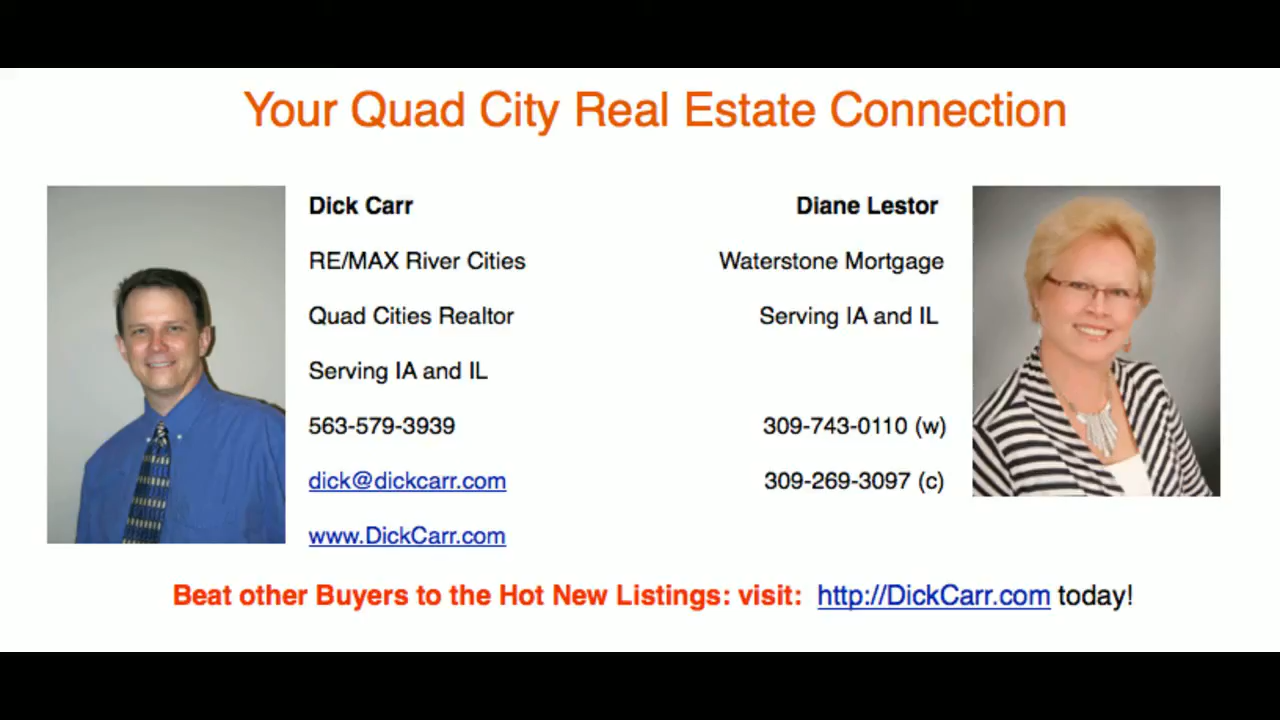 Your Quad City Real Estate Connection
Dick Carr
RE/MAX River Cities
Quad Cities Realtor
Serving IA and IL
563-579-3939
dick@dickcarr.com
www.DickCarr.com
Diane Lestor
Waterstone Mortgage
Serving IA and IL
309-743-0110 (w)
309-269-3097 (c)
Beat other Buyers to the Hot New Listings: visit: http://DickCarr.com today!